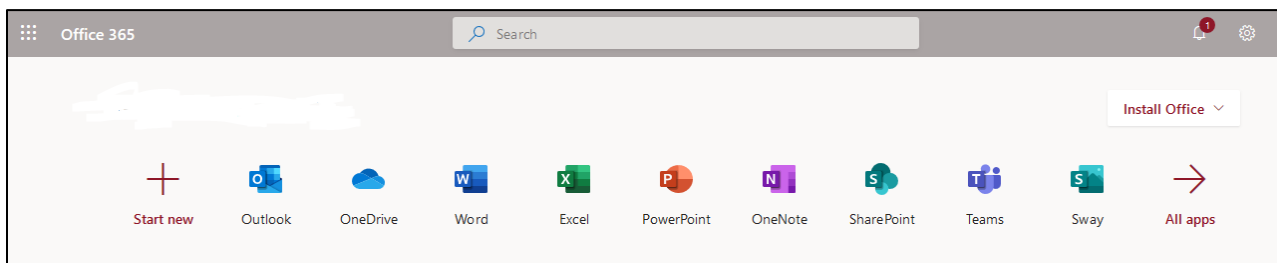 Office 365
Search
1
Install Office
Start new
Outlook
OneDrive
Word
Excel
PowerPoint
OneNote
SharePoint
Teams
Sway
All apps
O
W
X
P
N
S
T
S